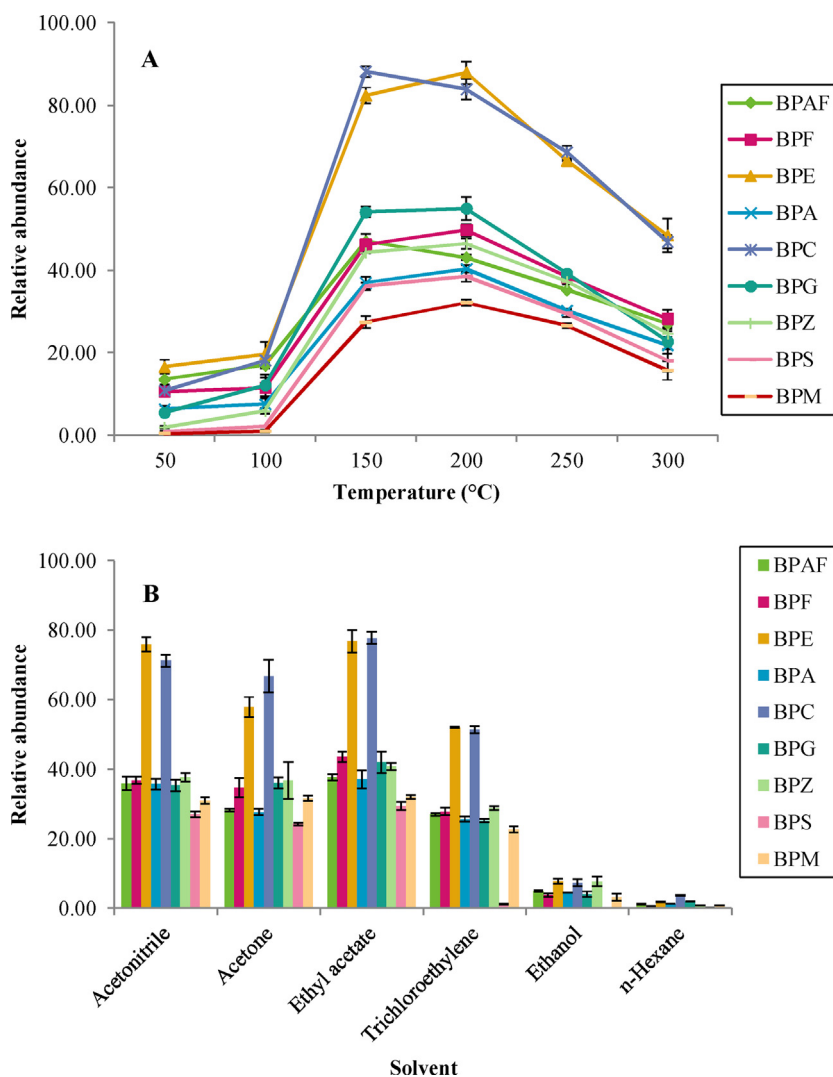 A
Relative abundance
100.00
80.00
60.00
40.00
20.00
0.00
50 100 150 200 250 300
Temperature (°C)
BPAF
BPF
BPE
BPA
BPC
BPG
BPZ
BPS
BPM
B
Relative abundance
100.00
80.00
60.00
40.00
20.00
0.00
Acetonitrile
Acetone
Ethyl acetate
Trichloroethylene
Ethanol
n-Hexane
Solvent
BPAF
BPF
BPE
BPA
BPC
BPG
BPZ
BPS
BPM